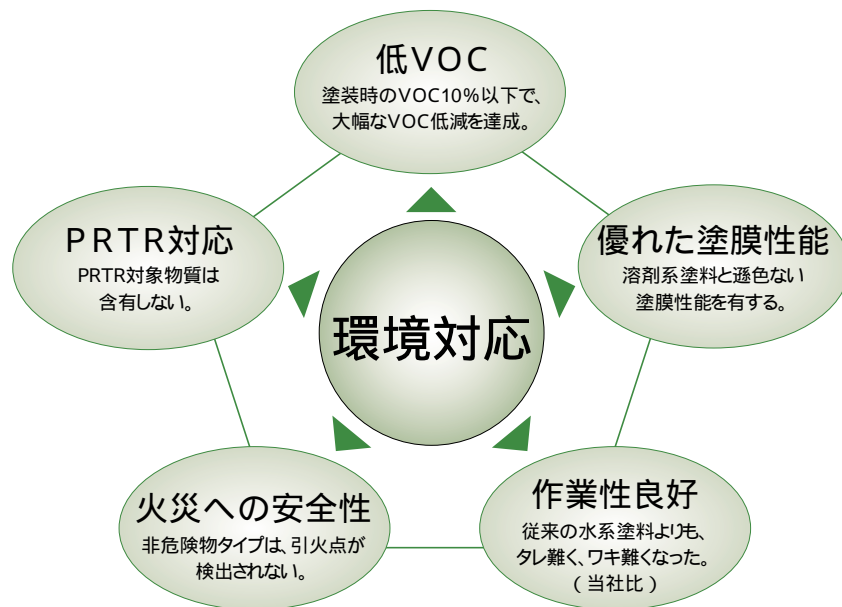 低VOC
塗装時のVOC10%以下で、
大幅なVOC低減を達成。
PRTR対応
PRTR対象物質は
含有しない。
優れた塗膜性能
溶剤系塗料と遜色ない
塗膜性能を有する。
環境対応
火災への安全性
非危険物タイプは、引火点が
検出されない。
作業性良好
従来の水系塗料よりも、
タレ難く、ワキ難くなった。
(当社比)